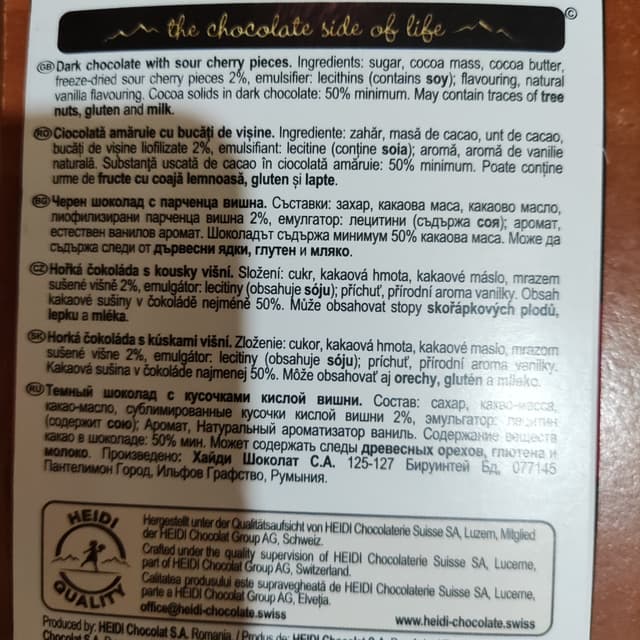 the chocolate side of life
©
GB Dark chocolate with sour cherry pieces. Ingredients: sugar, cocoa mass, cocoa butter,
freeze-dried sour cherry pieces 2%, emulsifier: lecithins (contains soy); flavouring, natural
vanilla flavouring. Cocoa solids in dark chocolate: 50% minimum. May contain traces of tree
nuts, gluten and milk.
RO Ciocolată amăruie cu bucăți de vișine. Ingrediente: zahăr, masă de cacao, unt de cacao,
bucăți de vișine liofilizate 2%, emulsifiant: lecitine (conține soia); aromă, aromă de vanilie
naturală. Substanță uscată de cacao în ciocolată amăruie: 50% minimum. Poate conține
urme de fructe cu coajă lemnoasă, gluten și lapte.
BG Черен шоколад с парченца вишна. Съставки: захар, какаова маса, какаово масло,
лиофилизирани парченца вишна 2%, емулгатор: лецитини (съдържа соя); аромат,
естествен ванилов аромат. Шоколадът съдържа минимум 50% какаова маса. Може да
съдържа следи от дървесни ядки, глутен и мляко.
CZ Hořká čokoláda s kousky višní. Složení: cukr, kakaová hmota, kakaové máslo, mrazem
sušené višně 2%, emulgátor: lecitiny (obsahuje sóju); příchuť, přírodní aroma vanilky. Obsah
kakaové sušiny v čokoládě nejméně 50%. Může obsahovat stopy skořápkových plodů,
lepku a mléka.
SK Horká čokoláda s kúskami višní. Zloženie: cukor, kakaová hmota, kakaové maslo, mrazom
sušené višne 2%, emulgátor: lecitiny (obsahuje sóju); príchuť, přírodní aroma vanilky.
Kakaová sušina v čokoláde najmenej 50%. Môže obsahovať aj orechy, glutén a mlieko.
RU Темный шоколад с кусочками кислой вишни. Состав: сахар, какао-масса,
какао-масло, сублимированные кусочки кислой вишни 2%, эмульгатор: лецитин
(содержит сою); Аромат, Натуральный ароматизатор ваниль. Содержание веществ
какао в шоколаде: 50% мин. Может содержать следы древесных орехов, глютена и
молоко. Произведено: Хайди Шоколат С.А. 125-127 Бируинтей Бд, 077145
Пантелимон Город, Ильфов Графство, Румыния.
HEIDI
QUALITY
Hergestellt unter der Qualitätsaufsicht von HEIDI Chocolaterie Suisse SA, Luzern, Mitglied
der HEIDI Chocolat Group AG, Schweiz.
Crafted under the quality supervision of HEIDI Chocolaterie Suisse SA, Lucerne,
part of HEIDI Chocolat Group AG, Switzerland.
Calitatea produsului este supravegheată de HEIDI Chocolaterie Suisse SA, Lucerne,
parte a HEIDI Chocolat Group AG, Elveția.
office@heidi-chocolate.swiss
www.heidi-chocolate.swiss
Produced by: HEIDI Chocolat S.A. Romania. / Produs de: HEIDI